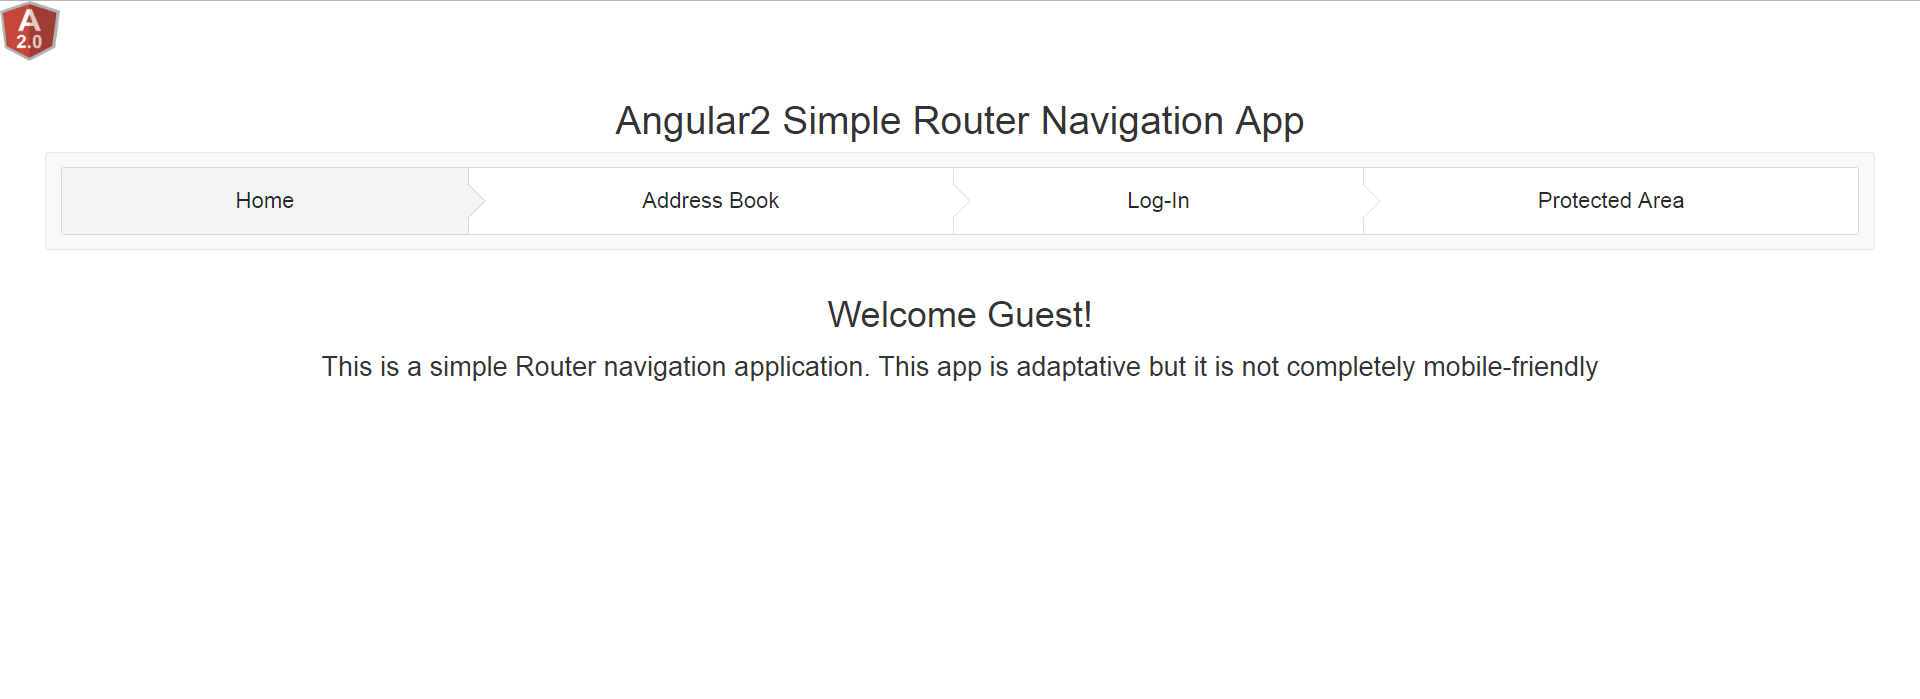 A
2.0
Angular2 Simple Router Navigation App
Home
Address Book
Log-In
Protected Area
Welcome Guest!
This is a simple Router navigation application. This app is adaptative but it is not completely mobile-friendly